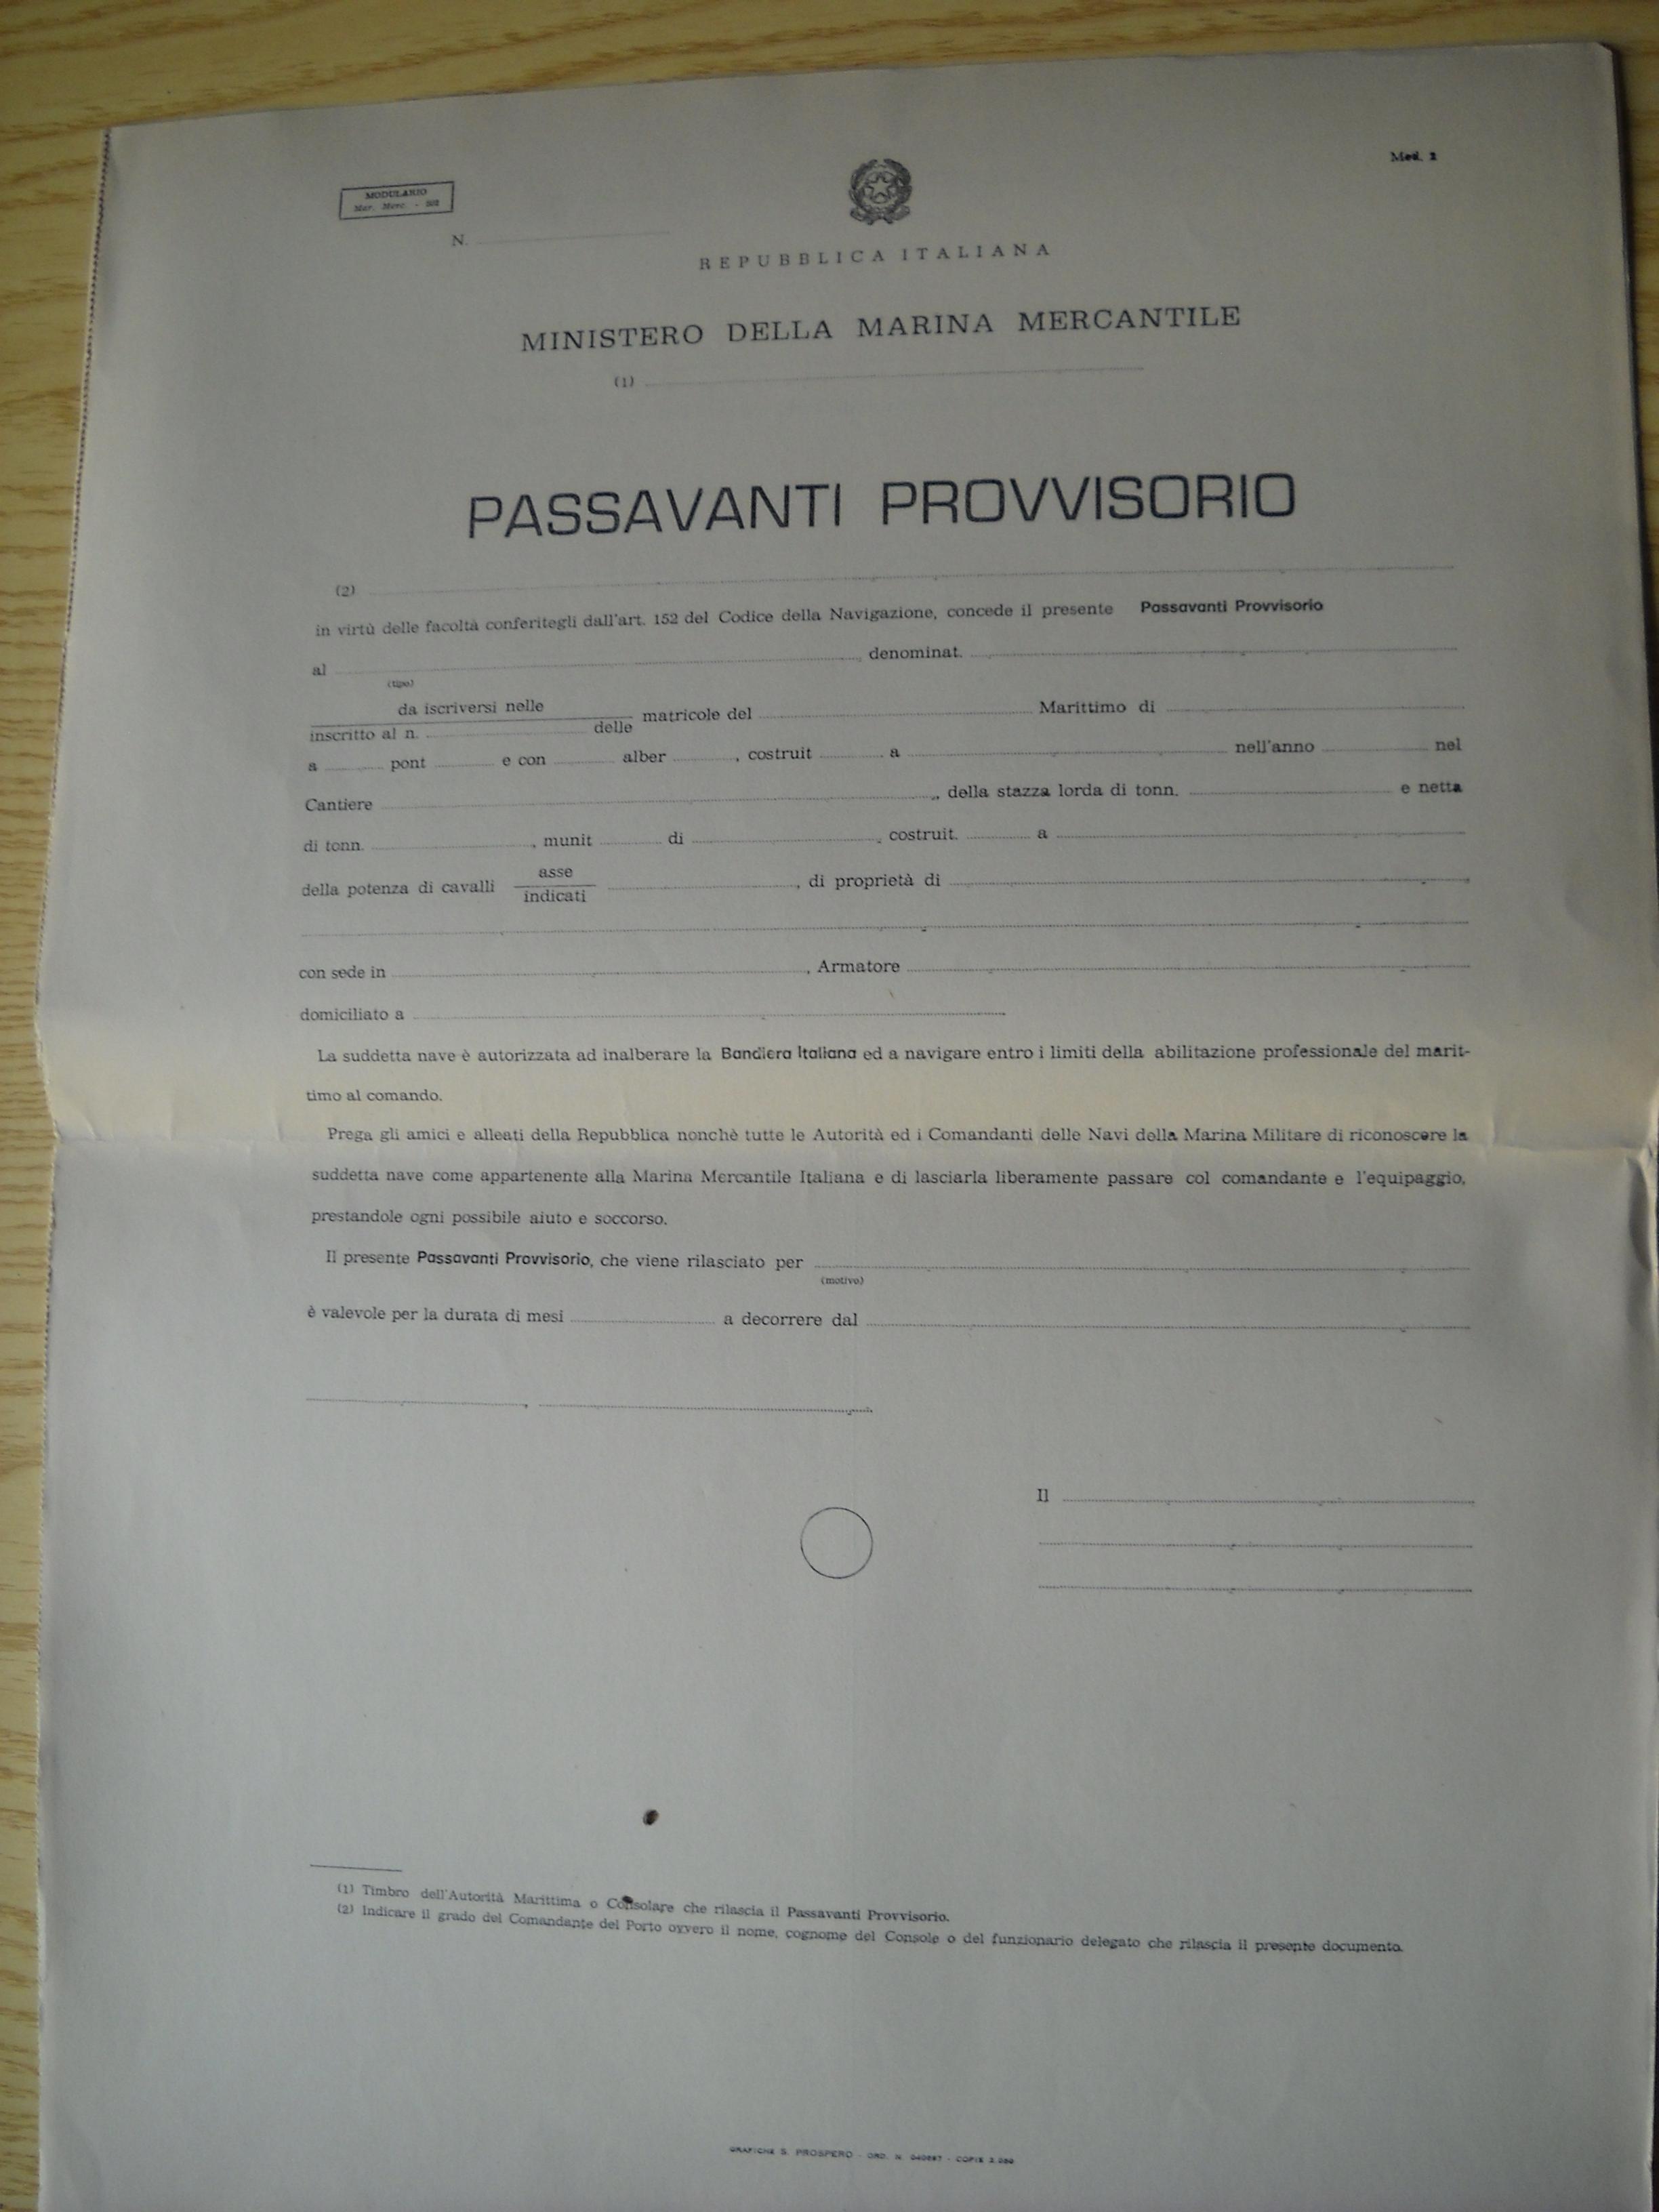 Mod. 2
MODULARIO
Mar. Merc. -
N.
REPUBBLICA ITALIANA
MINISTERO DELLA MARINA MERCANTILE
(1)
PASSAVANTI PROVVISORIO
(2)
in virtù delle facoltà conferitegli dall'art. 152 del Codice della Navigazione, concede il presente Passavanti Provvisorio
al , denominat.
(tipo)
da iscriversi nelle
inscritto al n. delle matricole del Marittimo di
a pont e con alber , costruit a nell'anno nel
Cantiere , della stazza lorda di tonn. e netta
di tonn. , munit di , costruit. a
della potenza di cavalli asse
indicati , di proprietà di
con sede in , Armatore
domiciliato a
La suddetta nave è autorizzata ad inalberare la Bandiera Italiana ed a navigare entro i limiti della abilitazione professionale del marit-
timo al comando.
Prega gli amici e alleati della Repubblica nonchè tutte le Autorità ed i Comandanti delle Navi della Marina Militare di riconoscere la
suddetta nave come appartenente alla Marina Mercantile Italiana e di lasciarla liberamente passare col comandante e l'equipaggio,
prestandole ogni possibile aiuto e soccorso.
Il presente Passavanti Provvisorio, che viene rilasciato per
(motivo)
è valevole per la durata di mesi a decorrere dal
Il
(1) Timbro dell'Autorità Marittima o Consolare che rilascia il Passavanti Provvisorio.
(2) Indicare il grado del Comandante del Porto ovvero il nome, cognome del Console o del funzionario delegato che rilascia il presente documento.
GRAFICHE S. PROSPERO - ORD. N. - COPIE